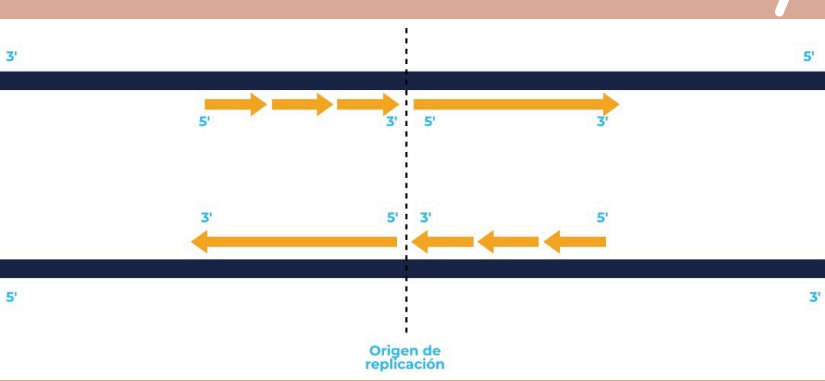 3' 5'
5' 3' 5' 3'
3' 5' 3' 5'
5' 3'
Origen de
replicación